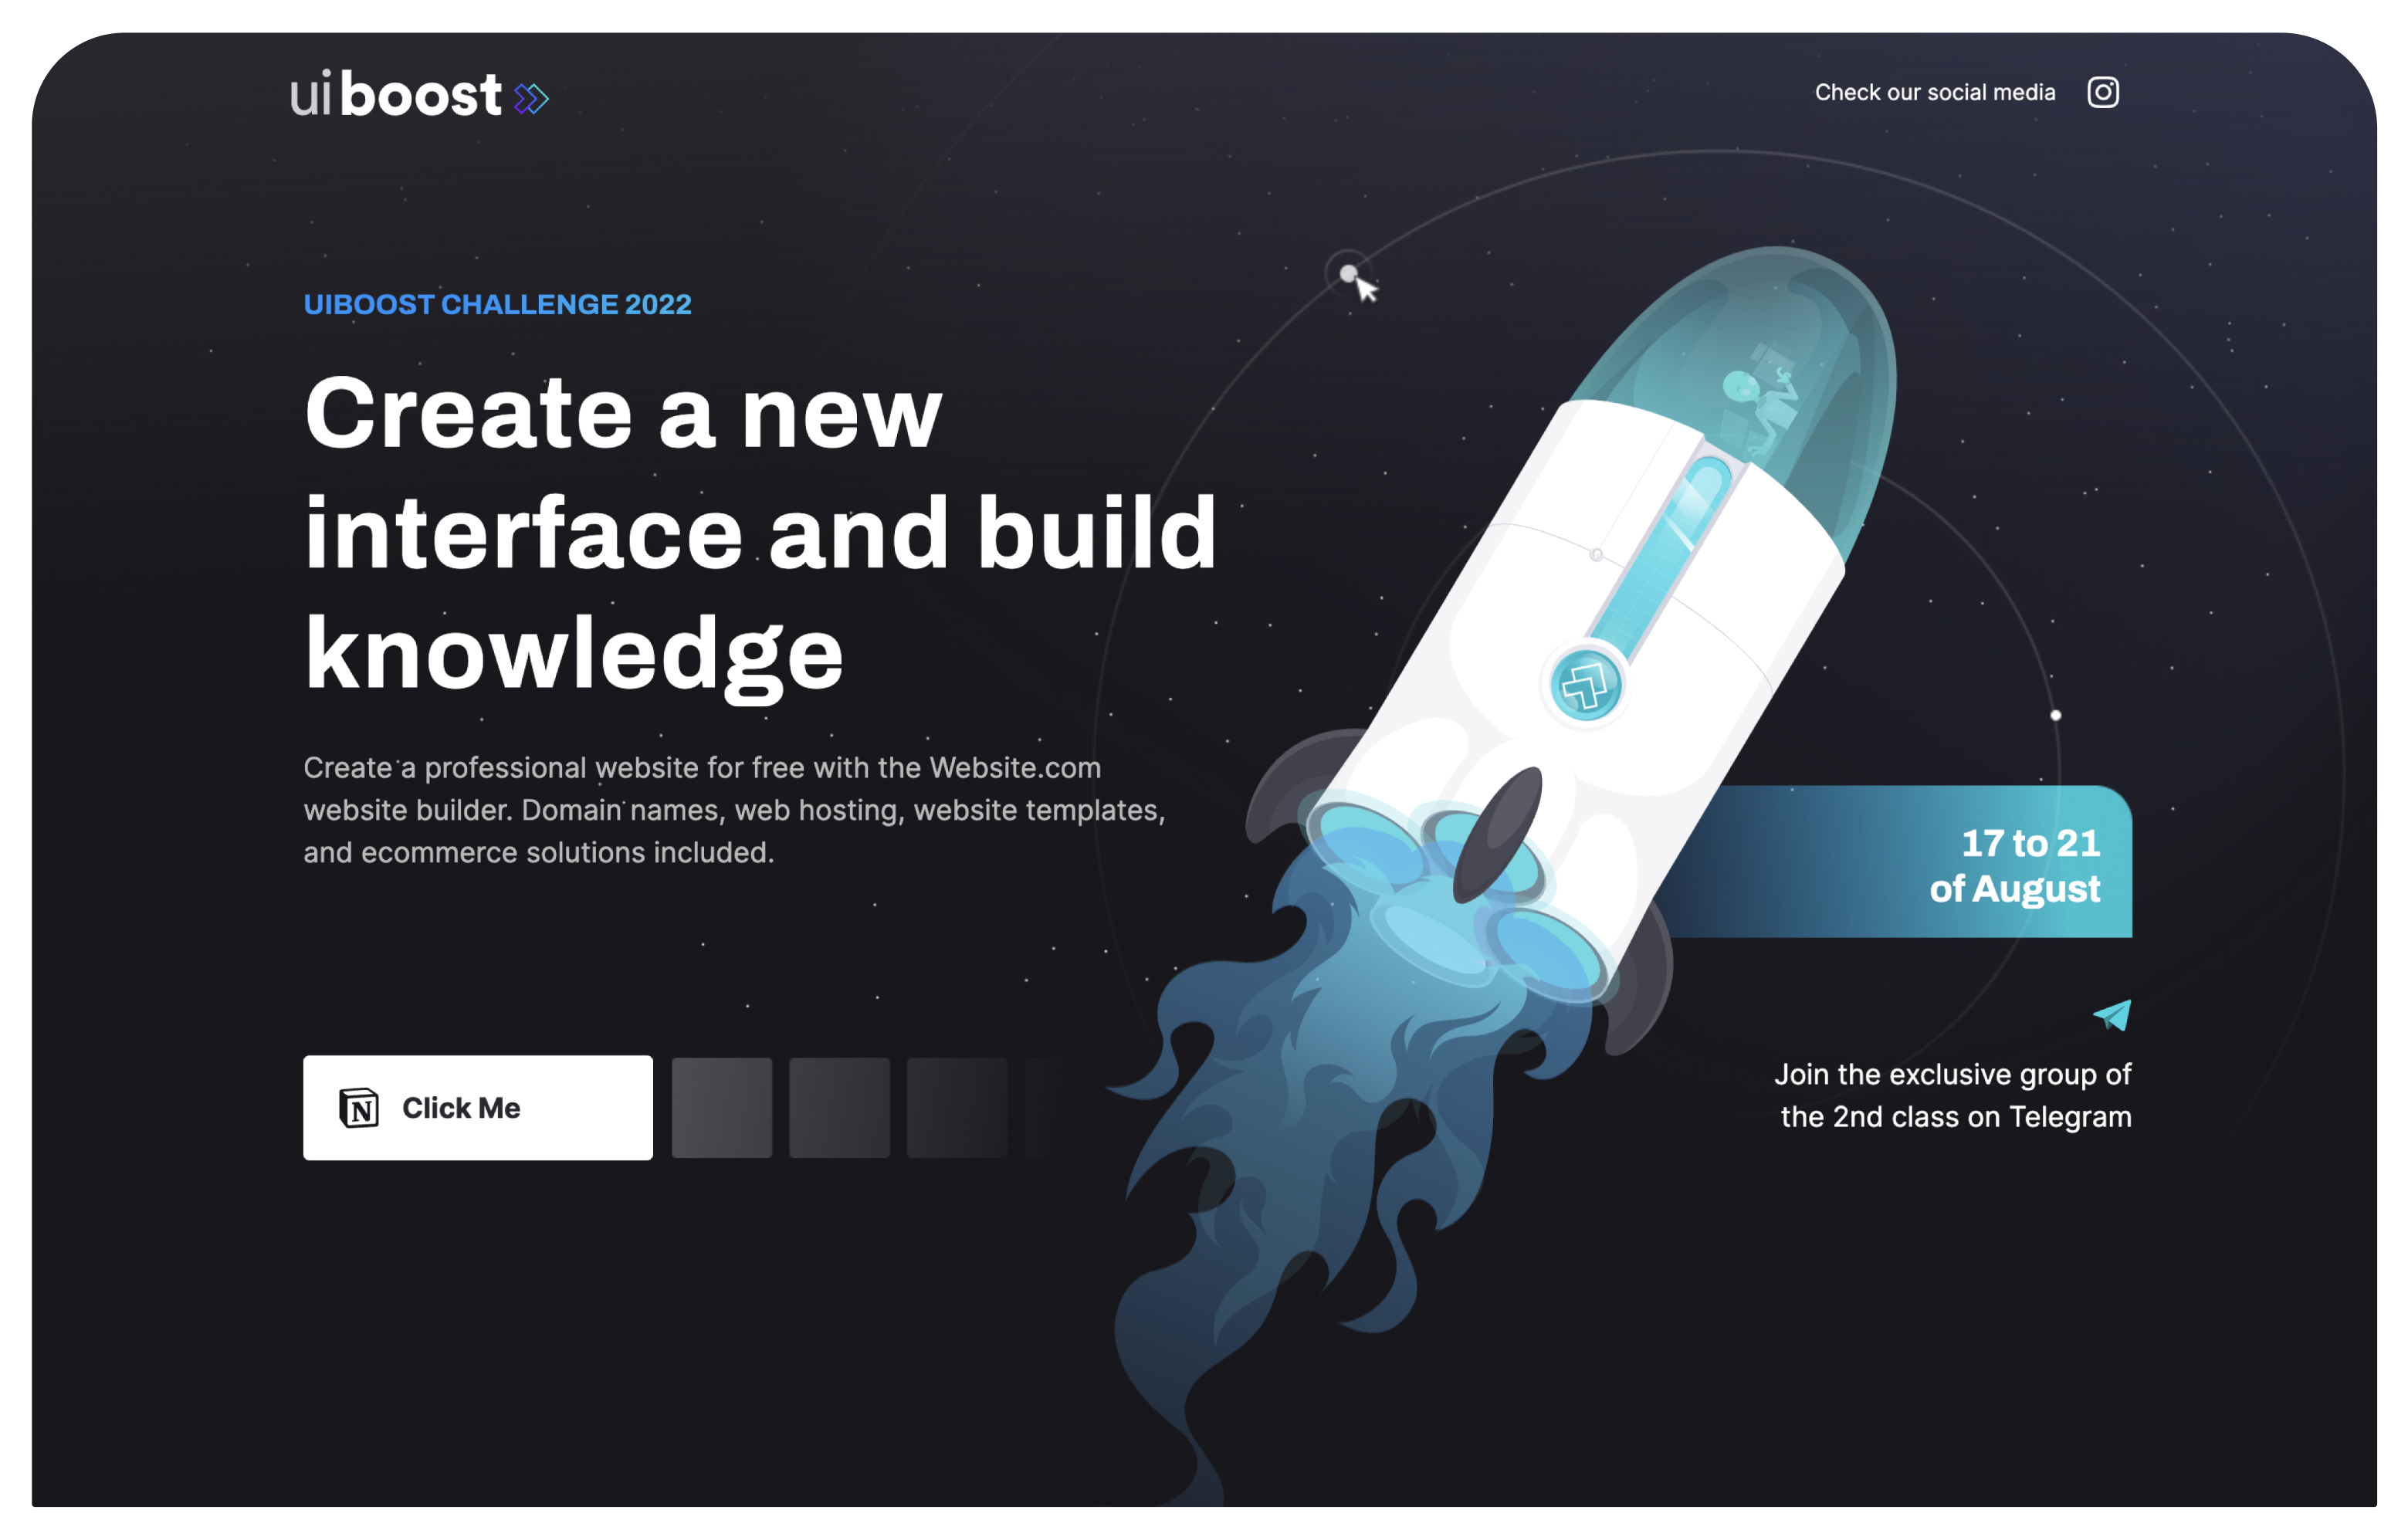 uiboost
Check our social media
UIBOOST CHALLENGE 2022
Create a new
interface and build
knowledge
Create a professional website for free with the Website.com
website builder. Domain names, web hosting, website templates,
and ecommerce solutions included.
17 to 21
of August
N Click Me
Join the exclusive group of
the 2nd class on Telegram